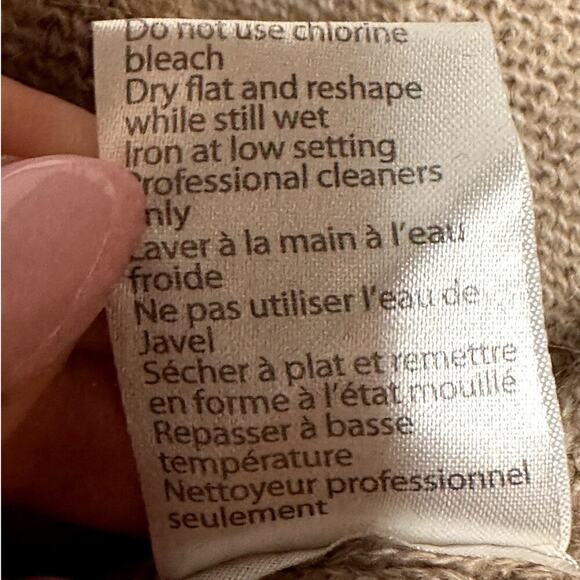 Do not use chlorine
bleach
Dry flat and reshape
while still wet
Iron at low setting
Professional cleaners
only
Laver à la main à l'eau
froide
Ne pas utiliser l'eau de
Javel
Sécher à plat et remettre
en forme à l'état mouillé
Repasser à basse
température
Nettoyeur professionnel
seulement